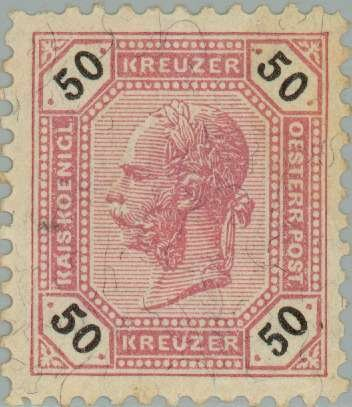 50 KREUZER 50
KAIS. KOENIGL.
OESTERR. POST.
50 KREUZER 50